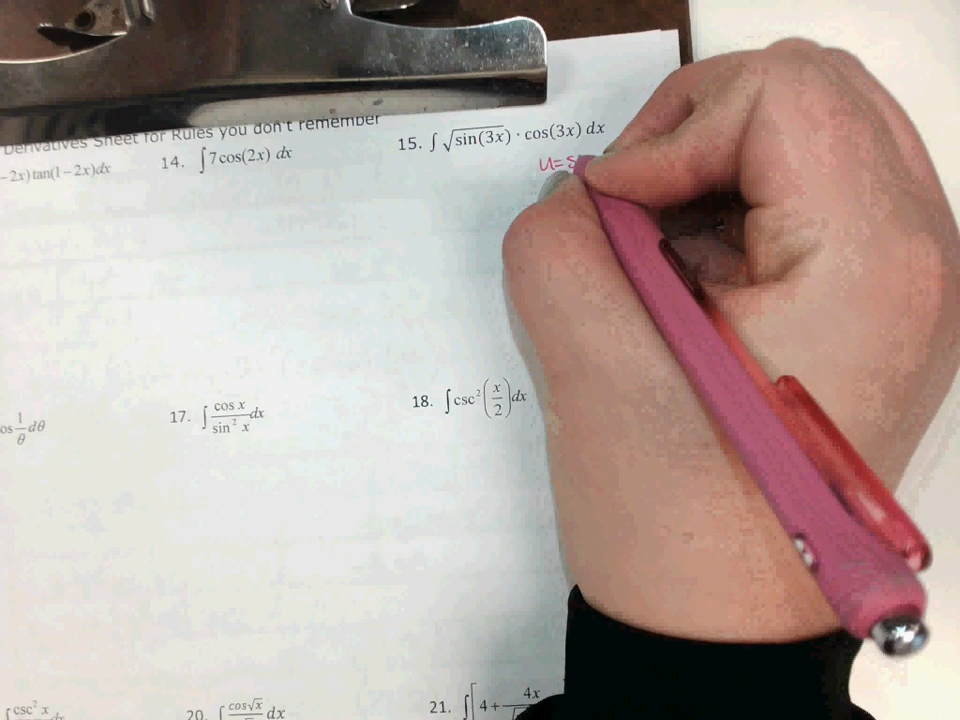 Derivatives Sheet for Rules you don't remember
− 2x) tan(1 − 2x)dx
14. ∫7cos(2x) dx
15. ∫√sin(3x) · cos(3x) dx
u=s
os 1/θ dθ
17. ∫ cos x / sin² x dx
18. ∫csc² (x/2) dx
∫ csc² x
20. ∫ cos√x dx
21. ∫[4 + 4x